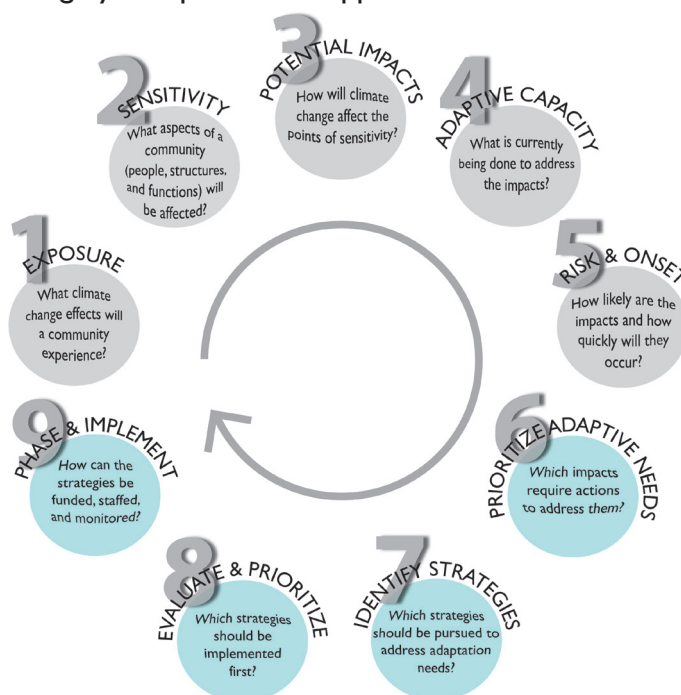 1
EXPOSURE
What climate
change effects will
a community
experience?
2
SENSITIVITY
What aspects of a
community
(people, structures,
and functions) will
be affected?
3
POTENTIAL IMPACTS
How will climate
change affect the
points of sensitivity?
4
ADAPTIVE CAPACITY
What is currently
being done to address
the impacts?
5
RISK & ONSET
How likely are the
impacts and how
quickly will they
occur?
6
PRIORITIZE ADAPTIVE NEEDS
Which impacts
require actions
to address them?
7
IDENTIFY STRATEGIES
Which strategies
should be pursued to
address adaptation
needs?
8
EVALUATE & PRIORITIZE
Which strategies
should be
implemented
first?
9
PHASE & IMPLEMENT
How can the
strategies be
funded, staffed,
and monitored?